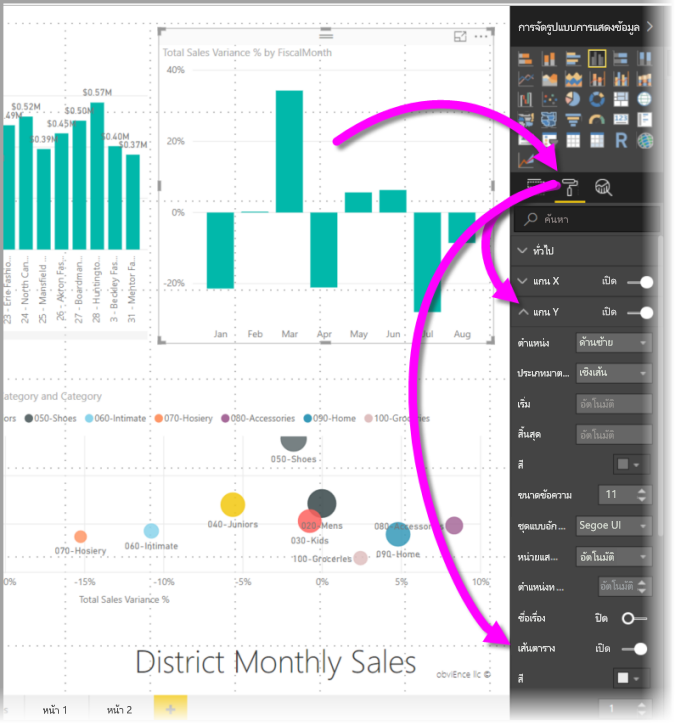 การจัดรูปแบบการแสดงข้อมูล
Total Sales Variance % by FiscalMonth
40%
20%
0%
-20%
Jan Feb Mar Apr May Jun Jul Aug
$0.52M
$0.45M
$0.50M
$0.57M
$0.40M
$0.37M
24 - North Can...
25 - Mansfield ...
26 - Akron Fas...
27 - Boardman...
28 - Huntingto...
3 - Beckley Fas...
31 - Mentor Fa...
ategory and Category
ors 050-Shoes 060-Intimate 070-Hosiery 080-Accessories 090-Home 100-Groceries
050-Shoes
040-Juniors
020-Mens
080-Accessories
030-Kids
070-Hosiery
060-Intimate
100-Groceries
090-Home
0% -15% -10% -5% 0% 5% 10%
Total Sales Variance %
District Monthly Sales
obviEnce llc ©
s หน้า 1 หน้า 2 +
R
ค้นหา
ทั่วไป
แกน X เปิด
แกน Y เปิด
ตำแหน่ง ด้านซ้าย
ประเภทมาต... เชิงเส้น
เริ่ม อัตโนมัติ
สิ้นสุด อัตโนมัติ
สี
ขนาดข้อความ 11
ชุดแบบอัก ... Segoe UI
หน่วยแส... อัตโนมัติ
ตำแหน่งท ... อัตโนมัติ
ชื่อเรื่อง ปิด
เส้นตาราง เปิด
สี
1